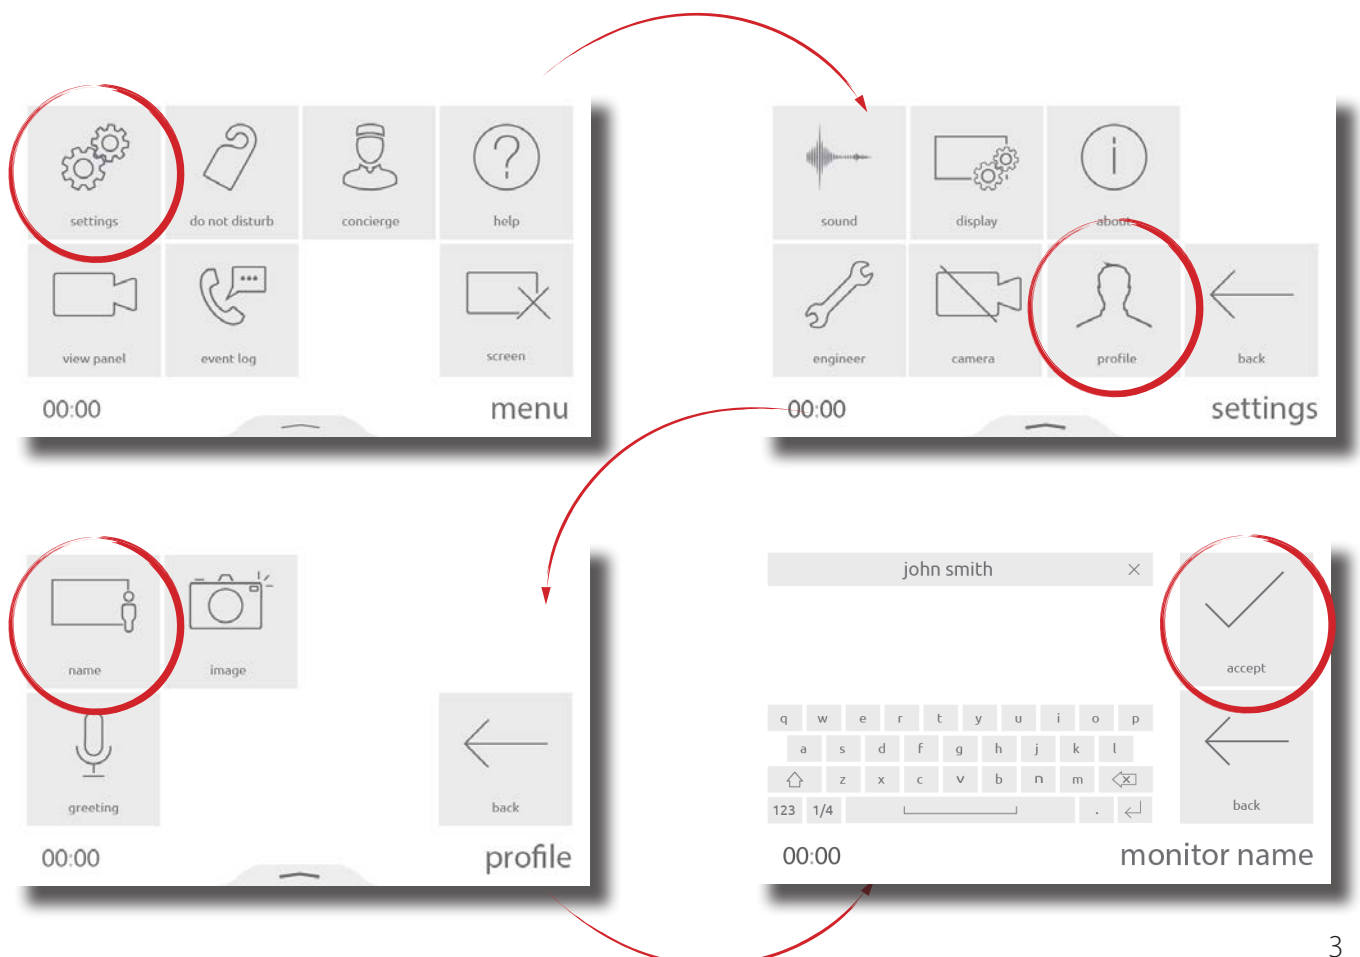 settings
do not disturb
concierge
help
view panel
event log
screen
00:00
menu
sound
display
about
engineer
camera
profile
back
00:00
settings
name
image
greeting
back
00:00
profile
john smith
accept
q w e r t y u i o p
a s d f g h j k l
z x c v b n m
123 1/4 .
back
00:00
monitor name
3